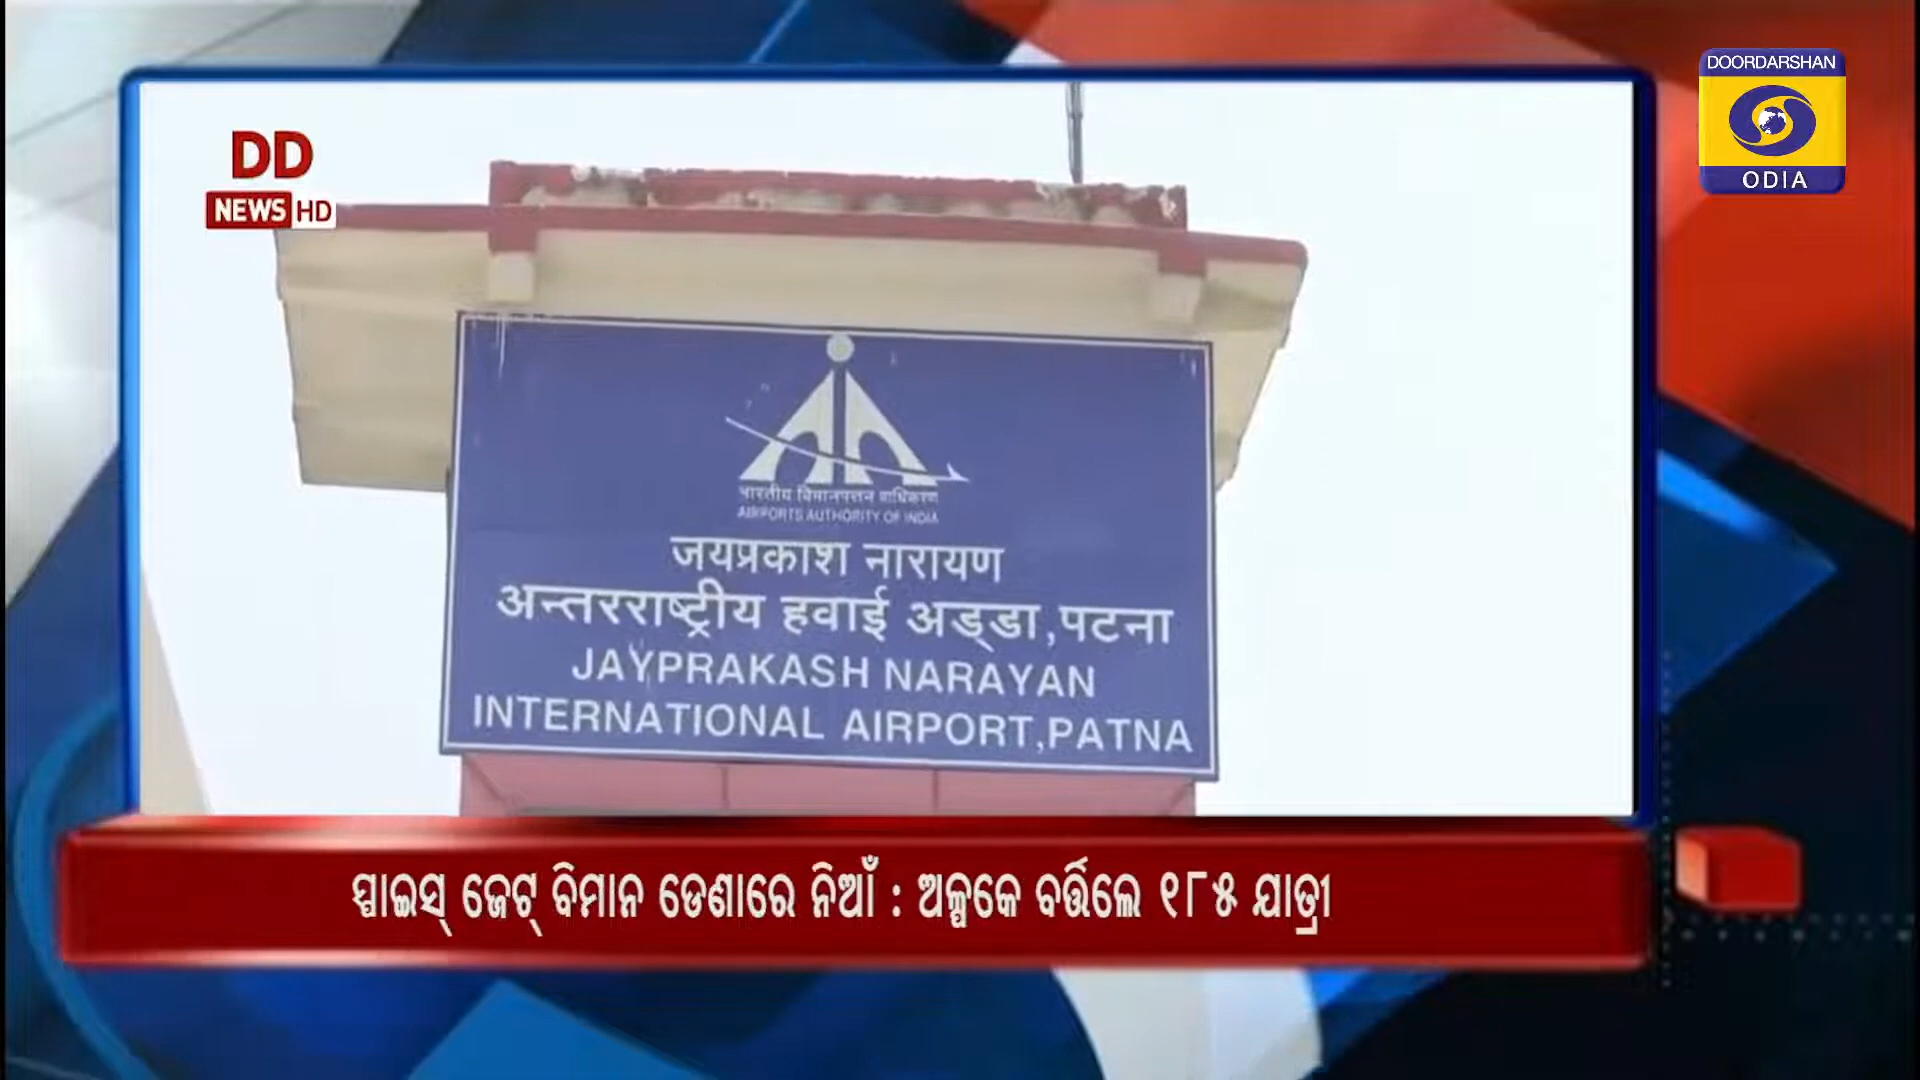 DOORDARSHAN
ODIA
DD
NEWS HD
भारतीय विमानपत्तन प्राधिकरण
AIRPORTS AUTHORITY OF INDIA
जयप्रकाश नारायण
अन्तरराष्ट्रीय हवाई अड्डा,पटना
JAYPRAKASH NARAYAN
INTERNATIONAL AIRPORT,PATNA
ସ୍ପାଇସ୍ ଜେଟ୍ ବିମାନ ଡେଣାରେ ନିଆଁ : ଅଳ୍ପକେ ବର୍ତ୍ତିଲେ ୧୮୫ ଯାତ୍ରୀ